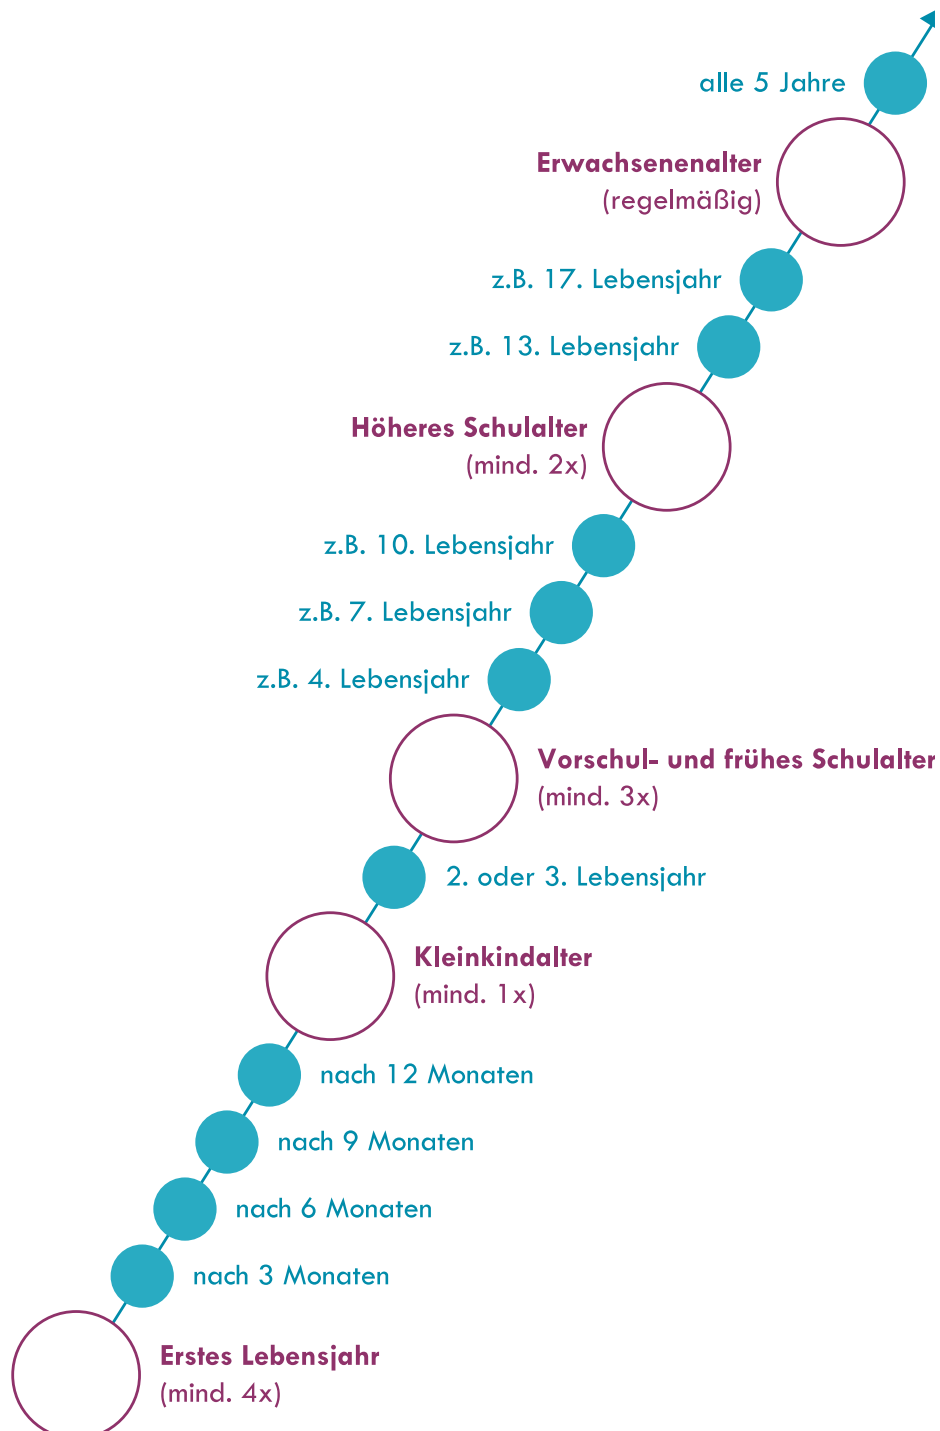 alle 5 Jahre
Erwachsenenalter
(regelmäßig)
z.B. 17. Lebensjahr
z.B. 13. Lebensjahr
Höheres Schulalter
(mind. 2x)
z.B. 10. Lebensjahr
z.B. 7. Lebensjahr
z.B. 4. Lebensjahr
Vorschul- und frühes Schulalter
(mind. 3x)
2. oder 3. Lebensjahr
Kleinkindalter
(mind. 1x)
nach 12 Monaten
nach 9 Monaten
nach 6 Monaten
nach 3 Monaten
Erstes Lebensjahr
(mind. 4x)